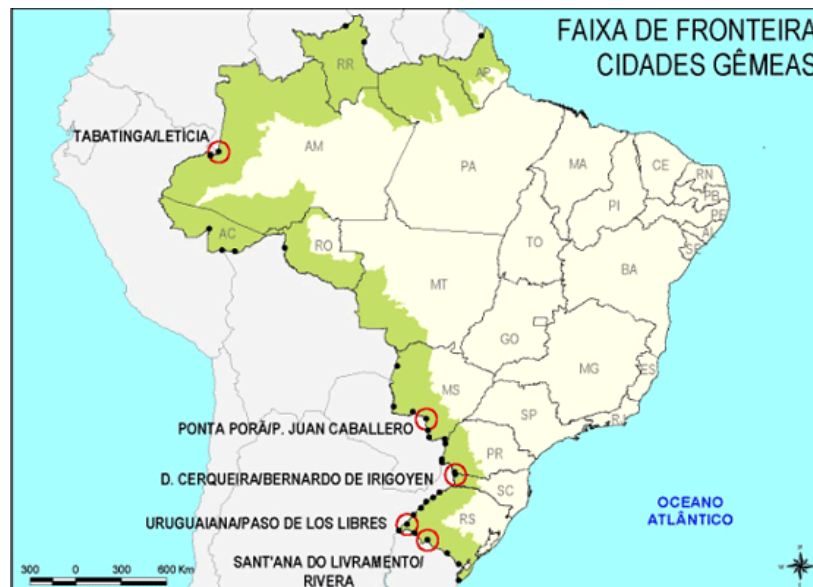 FAIXA DE FRONTEIRA
CIDADES GÊMEAS
RR
AP
TABATINGA/LETÍCIA
AM
PA
MA
CE
RN
PB
PE
AL
SE
PI
AC
RO
TO
BA
MT
GO
MG
ES
MS
SP
RJ
PONTA PORÃ/P. JUAN CABALLERO
PR
D. CERQUEIRA/BERNARDO DE IRIGOYEN
SC
URUGUAIANA/PASO DE LOS LIBRES
RS
OCEANO
ATLÂNTICO
SANT'ANA DO LIVRAMENTO/
RIVERA
300 0 300 600 Km